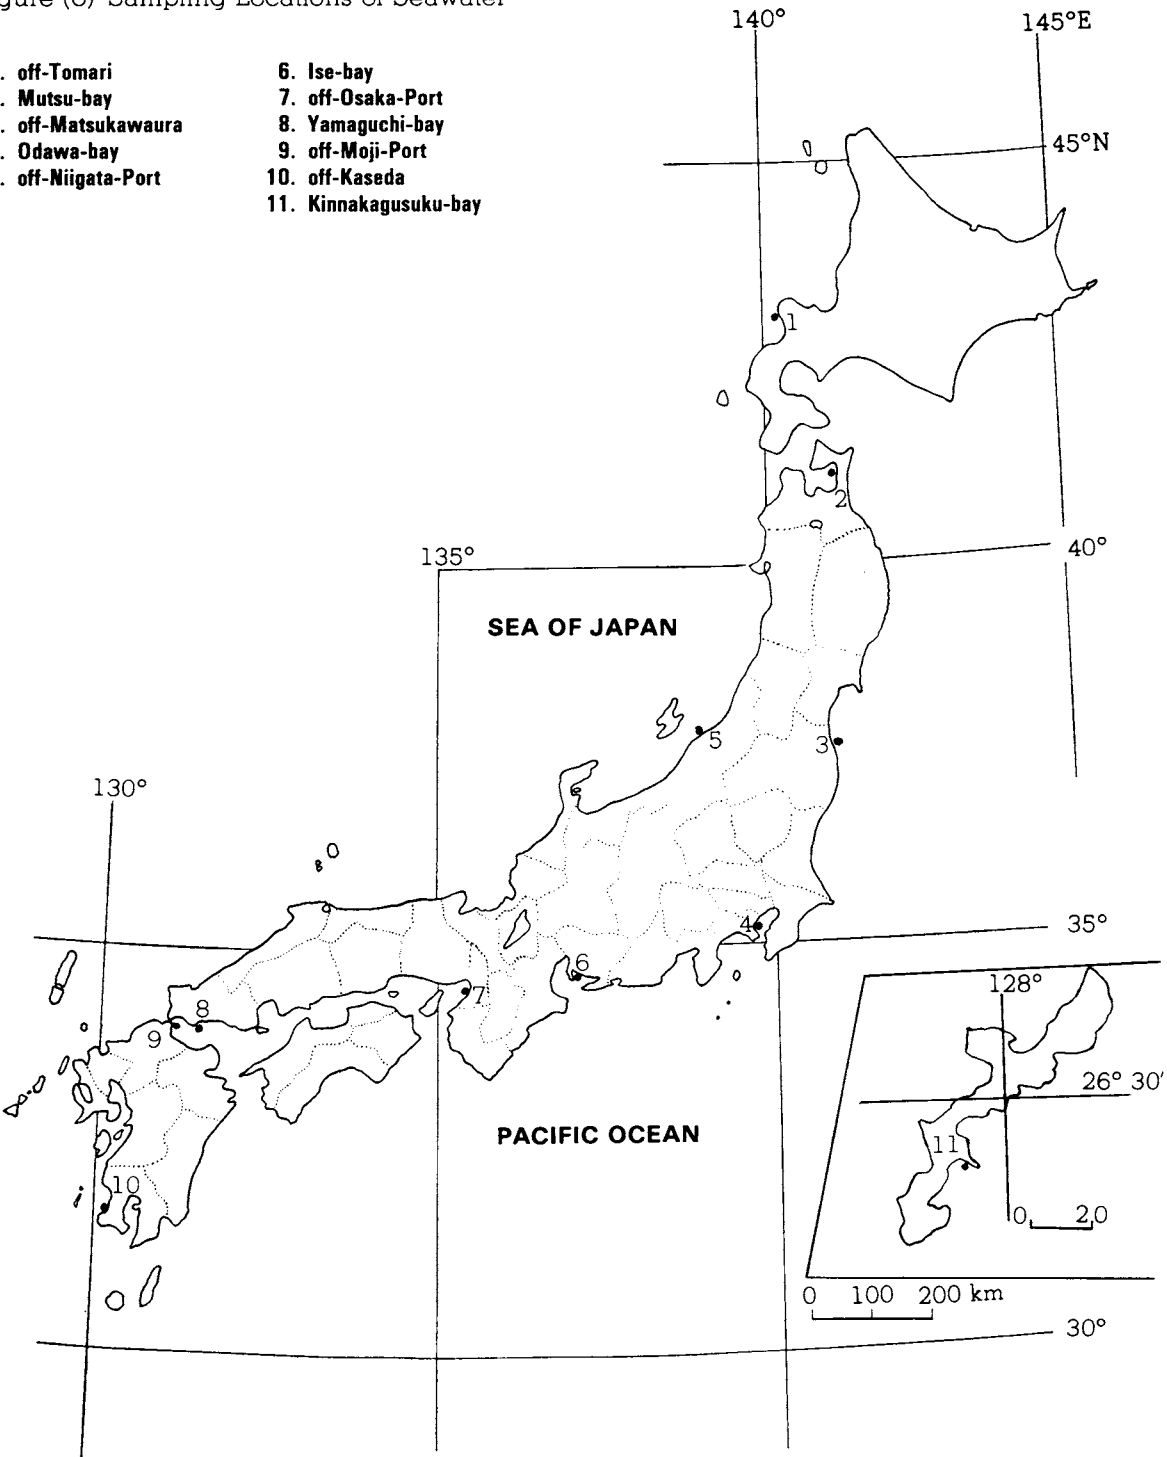 gure (6) Sampling Locations of Seawater
. off-Tomari
. Mutsu-bay
. off-Matsukawaura
. Odawa-bay
. off-Niigata-Port
6. Ise-bay
7. off-Osaka-Port
8. Yamaguchi-bay
9. off-Moji-Port
10. off-Kaseda
11. Kinnakagusuku-bay
140°
145°E
45°N
1
2
40°
135°
SEA OF JAPAN
5
3
130°
4
35°
6
7
8
9
128°
26° 30'
PACIFIC OCEAN
11
10
0 20
0 100 200 km
30°